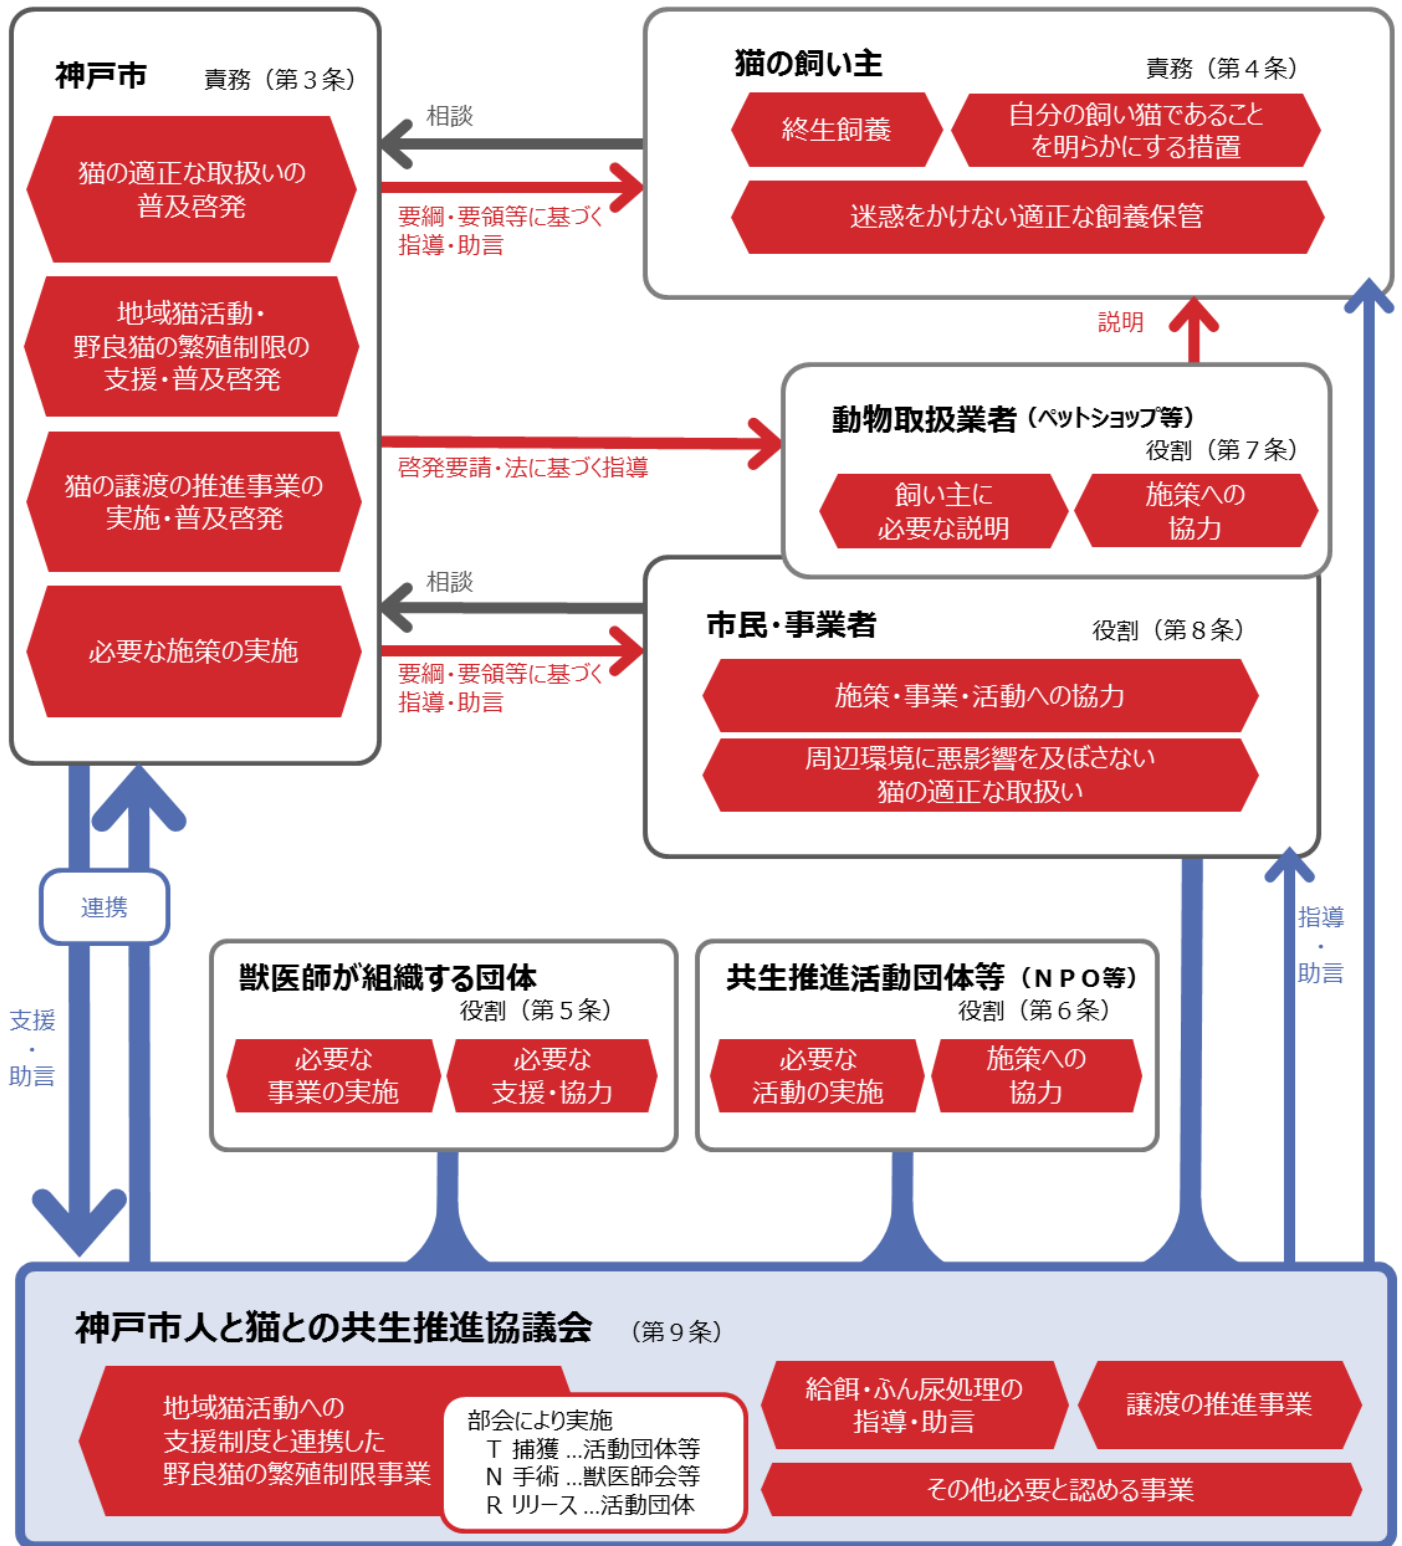 神戸市 責務（第３条）
猫の適正な取扱いの
普及啓発
地域猫活動・
野良猫の繁殖制限の
支援・普及啓発
猫の譲渡の推進事業の
実施・普及啓発
必要な施策の実施
相談
要綱・要領等に基づく
指導・助言
猫の飼い主
責務（第４条）
終生飼養
自分の飼い猫であること
を明らかにする措置
迷惑をかけない適正な飼養保管
説明
啓発要請・法に基づく指導
動物取扱業者（ペットショップ等）
役割（第７条）
飼い主に
必要な説明
施策への
協力
相談
要綱・要領等に基づく
指導・助言
市民・事業者
役割（第８条）
施策・事業・活動への協力
周辺環境に悪影響を及ぼさない
猫の適正な取扱い
連携
支援
・
助言
指導
・
助言
獣医師が組織する団体
役割（第５条）
必要な
事業の実施
必要な
支援・協力
共生推進活動団体等（ＮＰＯ等）
役割（第６条）
必要な
活動の実施
施策への
協力
神戸市人と猫との共生推進協議会（第９条）
地域猫活動への
支援制度と連携した
野良猫の繁殖制限事業
部会により実施
T 捕獲…活動団体等
N 手術…獣医師会等
R リリース…活動団体
給餌・ふん尿処理の
指導・助言
譲渡の推進事業
その他必要と認める事業